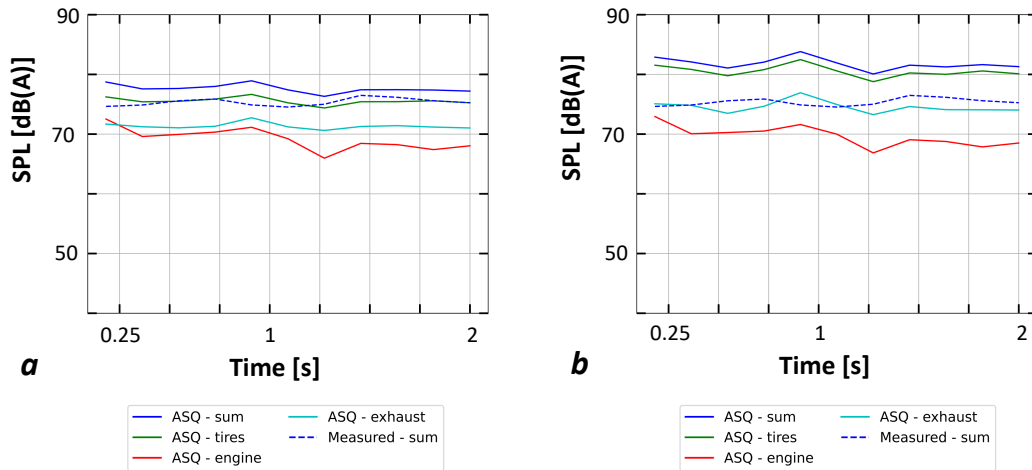 90
70
50
SPL [dB(A)]
0.25
1
2
Time [s]
a
ASQ - sum
ASQ - tires
ASQ - engine
ASQ - exhaust
Measured - sum
90
70
50
SPL [dB(A)]
0.25
1
2
Time [s]
b
ASQ - sum
ASQ - tires
ASQ - engine
ASQ - exhaust
Measured - sum